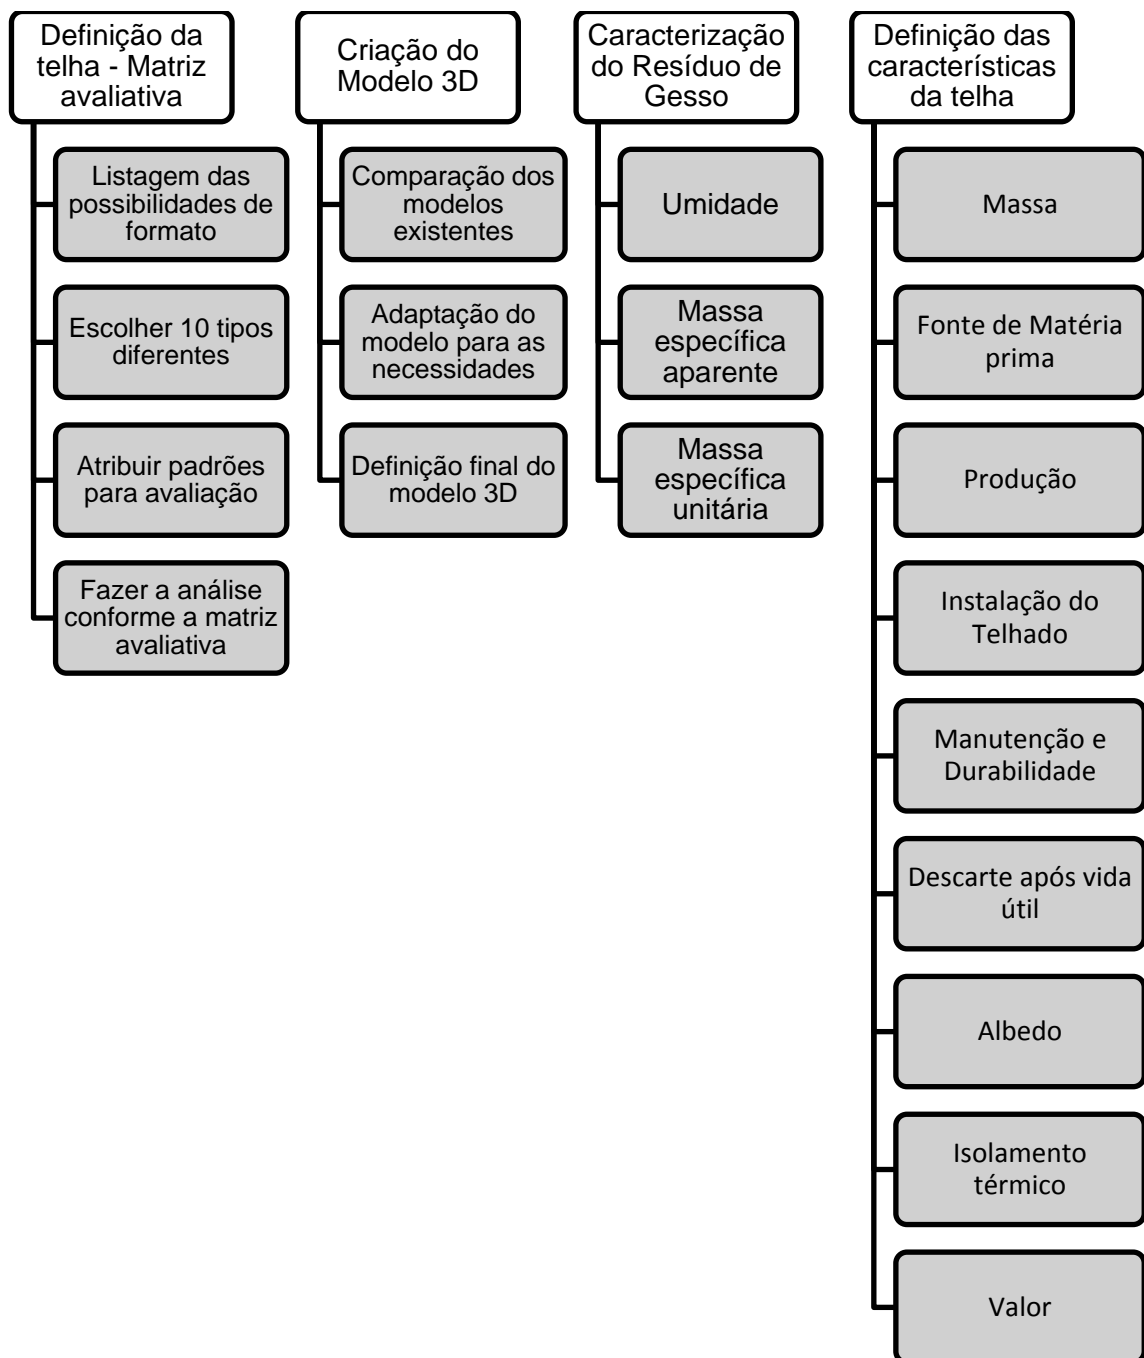 Definição da
telha - Matriz
avaliativa
Listagem das
possibilidades de
formato
Escolher 10 tipos
diferentes
Atribuir padrões
para avaliação
Fazer a análise
conforme a matriz
avaliativa
Criação do
Modelo 3D
Comparação dos
modelos
existentes
Adaptação do
modelo para as
necessidades
Definição final do
modelo 3D
Caracterização
do Resíduo de
Gesso
Umidade
Massa
específica
aparente
Massa
específica
unitária
Definição das
características
da telha
Massa
Fonte de Matéria
prima
Produção
Instalação do
Telhado
Manutenção e
Durabilidade
Descarte após vida
útil
Albedo
Isolamento
térmico
Valor